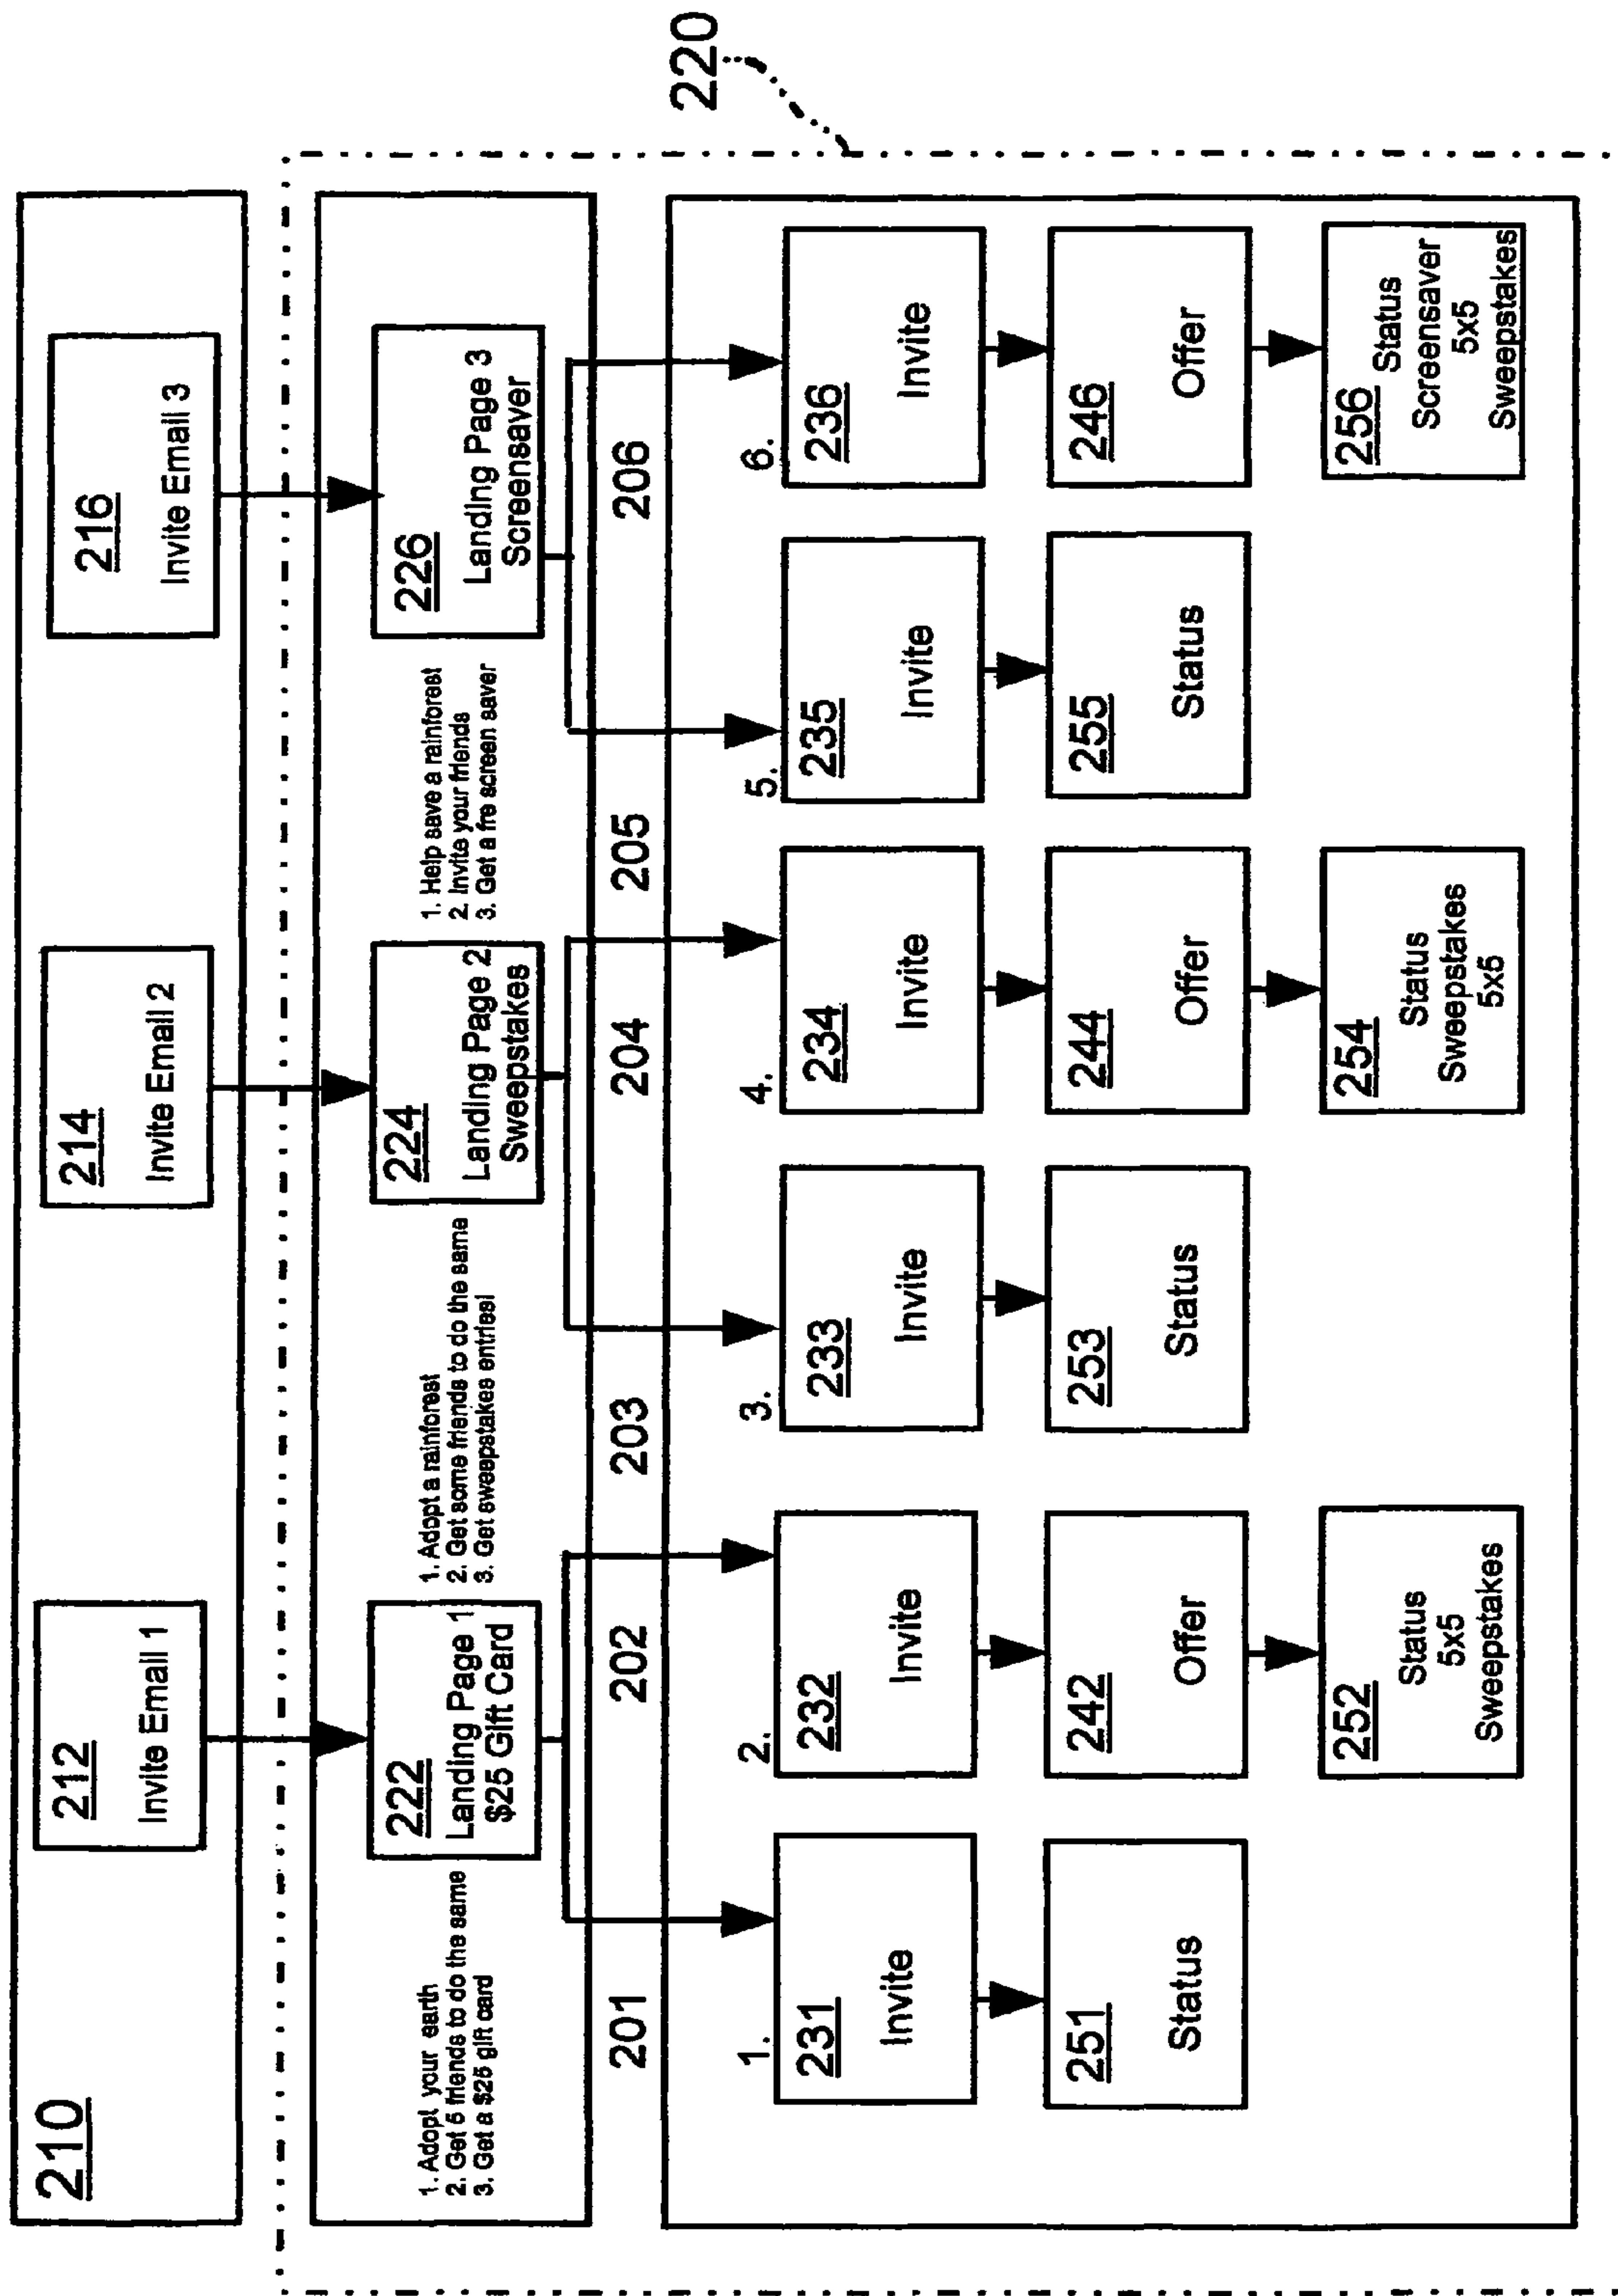 210
212
Invite Email 1
214
Invite Email 2
216
Invite Email 3
220
1. Adopt your earth
2. Get 5 friends to do the same
3. Get a $25 gift card
222
Landing Page 1
$25 Gift Card
1. Adopt a rainforest
2. Get some friends to do the same
3. Get sweepstakes entries!
224
Landing Page 2
Sweepstakes
1. Help save a rainforest
2. Invite your friends
3. Get a fre screen saver
226
Landing Page 3
Screensaver
201
202
203
204
205
206
1.
231
Invite
2.
232
Invite
3.
233
Invite
4.
234
Invite
5.
235
Invite
6.
236
Invite
251
Status
242
Offer
253
Status
244
Offer
255
Status
246
Offer
252
Status
5x5
Sweepstakes
254
Status
Sweepstakes
5x5
256
Status
Screensaver
5x5
Sweepstakes